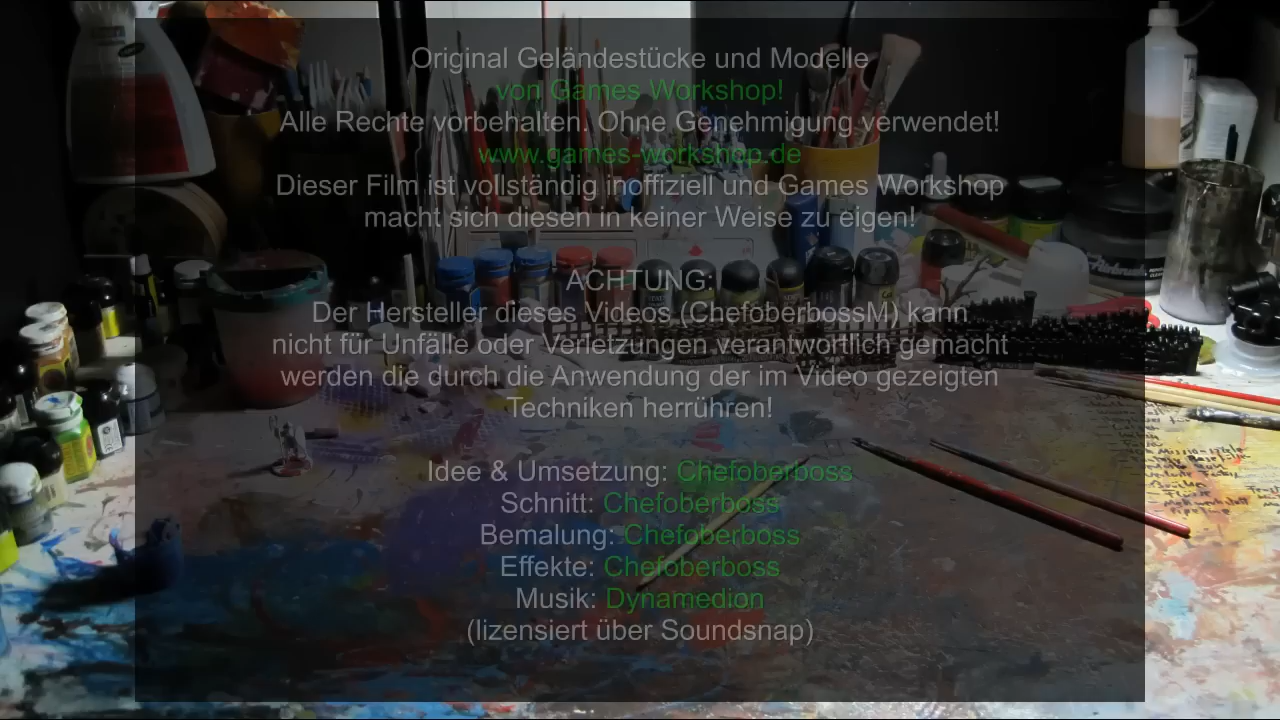 Original Geländestücke und Modelle
von Games Workshop!
Alle Rechte vorbehalten. Ohne Genehmigung verwendet!
www.games-workshop.de
Dieser Film ist vollständig inoffiziell und Games Workshop
macht sich diesen in keiner Weise zu eigen!
ACHTUNG:
Der Hersteller dieses Videos (ChefoberbossM) kann
nicht für Unfälle oder Verletzungen verantwortlich gemacht
werden die durch die Anwendung der im Video gezeigten
Techniken herrühren!
Idee & Umsetzung: Chefoberboss
Schnitt: Chefoberboss
Bemalung: Chefoberboss
Effekte: Chefoberboss
Musik: Dynamedion
(lizensiert über Soundsnap)